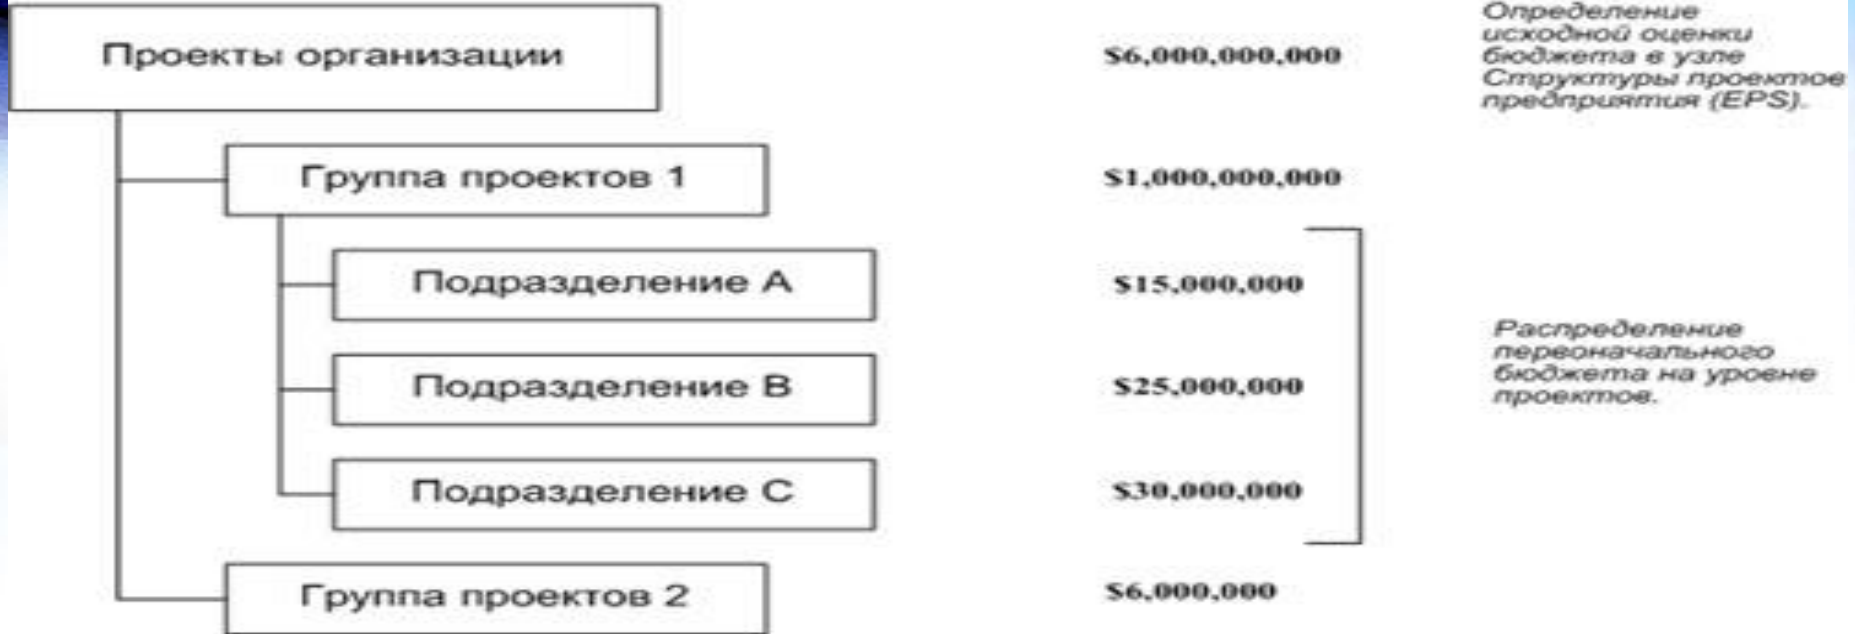 Проекты организации
$6,000,000,000
Определение
исходной оценки
бюджета в узле
Структуры проектов
предприятия (EPS).
Группа проектов 1
$1,000,000,000
Подразделение А
$15,000,000
Подразделение В
$25,000,000
Подразделение С
$30,000,000
Распределение
первоначального
бюджета на уровне
проектов.
Группа проектов 2
$6,000,000